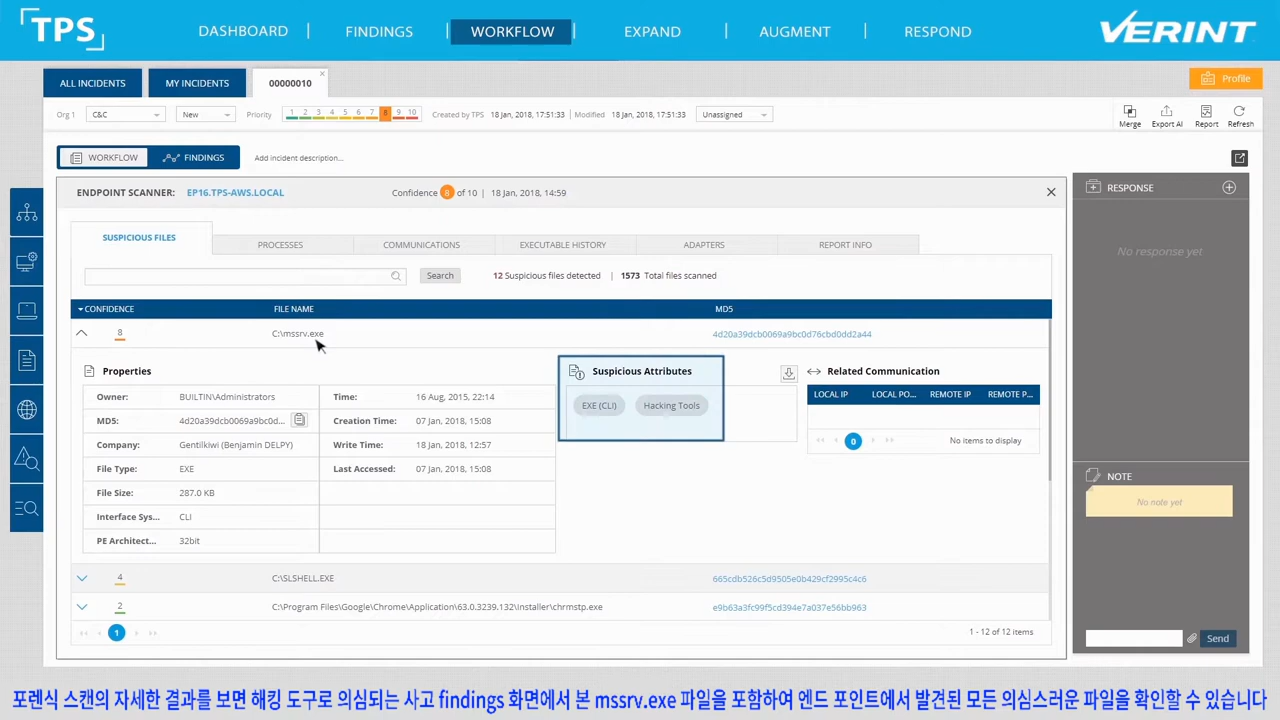 TPS
DASHBOARD
FINDINGS
WORKFLOW
EXPAND
AUGMENT
RESPOND
VERINT
ALL INCIDENTS
MY INCIDENTS
00000010
Profile
Org 1
C&C
New
Priority
1 2 3 4 5 6 7 8 9 10
Created by TPS 18 Jan, 2018, 17:51:33 | Modified 18 Jan, 2018, 17:51:33
Unassigned
Merge
Export AI
Report
Refresh
WORKFLOW
FINDINGS
Add incident description...
ENDPOINT SCANNER: EP16.TPS-AWS.LOCAL
Confidence 8 of 10 | 18 Jan, 2018, 14:59
RESPONSE
No response yet
SUSPICIOUS FILES
PROCESSES
COMMUNICATIONS
EXECUTABLE HISTORY
ADAPTERS
REPORT INFO
Search
12 Suspicious files detected | 1573 Total files scanned
CONFIDENCE
FILE NAME
MD5
8
C:\mssrv.exe
4d20a39dcb0069a9bc0d76cbd0dd2a44
Properties
Owner: BUILTIN\Administrators
MD5: 4d20a39dcb0069a9bc0d...
Company: Gentilkiwi (Benjamin DELPY)
File Type: EXE
File Size: 287.0 KB
Interface Sys... CLI
PE Architect... 32bit
Time: 16 Aug, 2015, 22:14
Creation Time: 07 Jan, 2018, 15:08
Write Time: 18 Jan, 2018, 12:57
Last Accessed: 07 Jan, 2018, 15:08
Suspicious Attributes
EXE (CLI)
Hacking Tools
Related Communication
LOCAL IP
LOCAL PO...
REMOTE IP
REMOTE P...
0
No items to display
NOTE
No note yet
4
C:\SLSHELL.EXE
665cdb526c5d9505e0b429cf2995c4c6
2
C:\Program Files\Google\Chrome\Application\63.0.3239.132\Installer\chrmstp.exe
e9b63a3fc99f5cd394e7a037e56bb963
1
1 - 12 of 12 items
Send
포렌식 스캔의 자세한 결과를 보면 해킹 도구로 의심되는 사고 findings 화면에서 본 mssrv.exe 파일을 포함하여 엔드 포인트에서 발견된 모든 의심스러운 파일을 확인할 수 있습니다